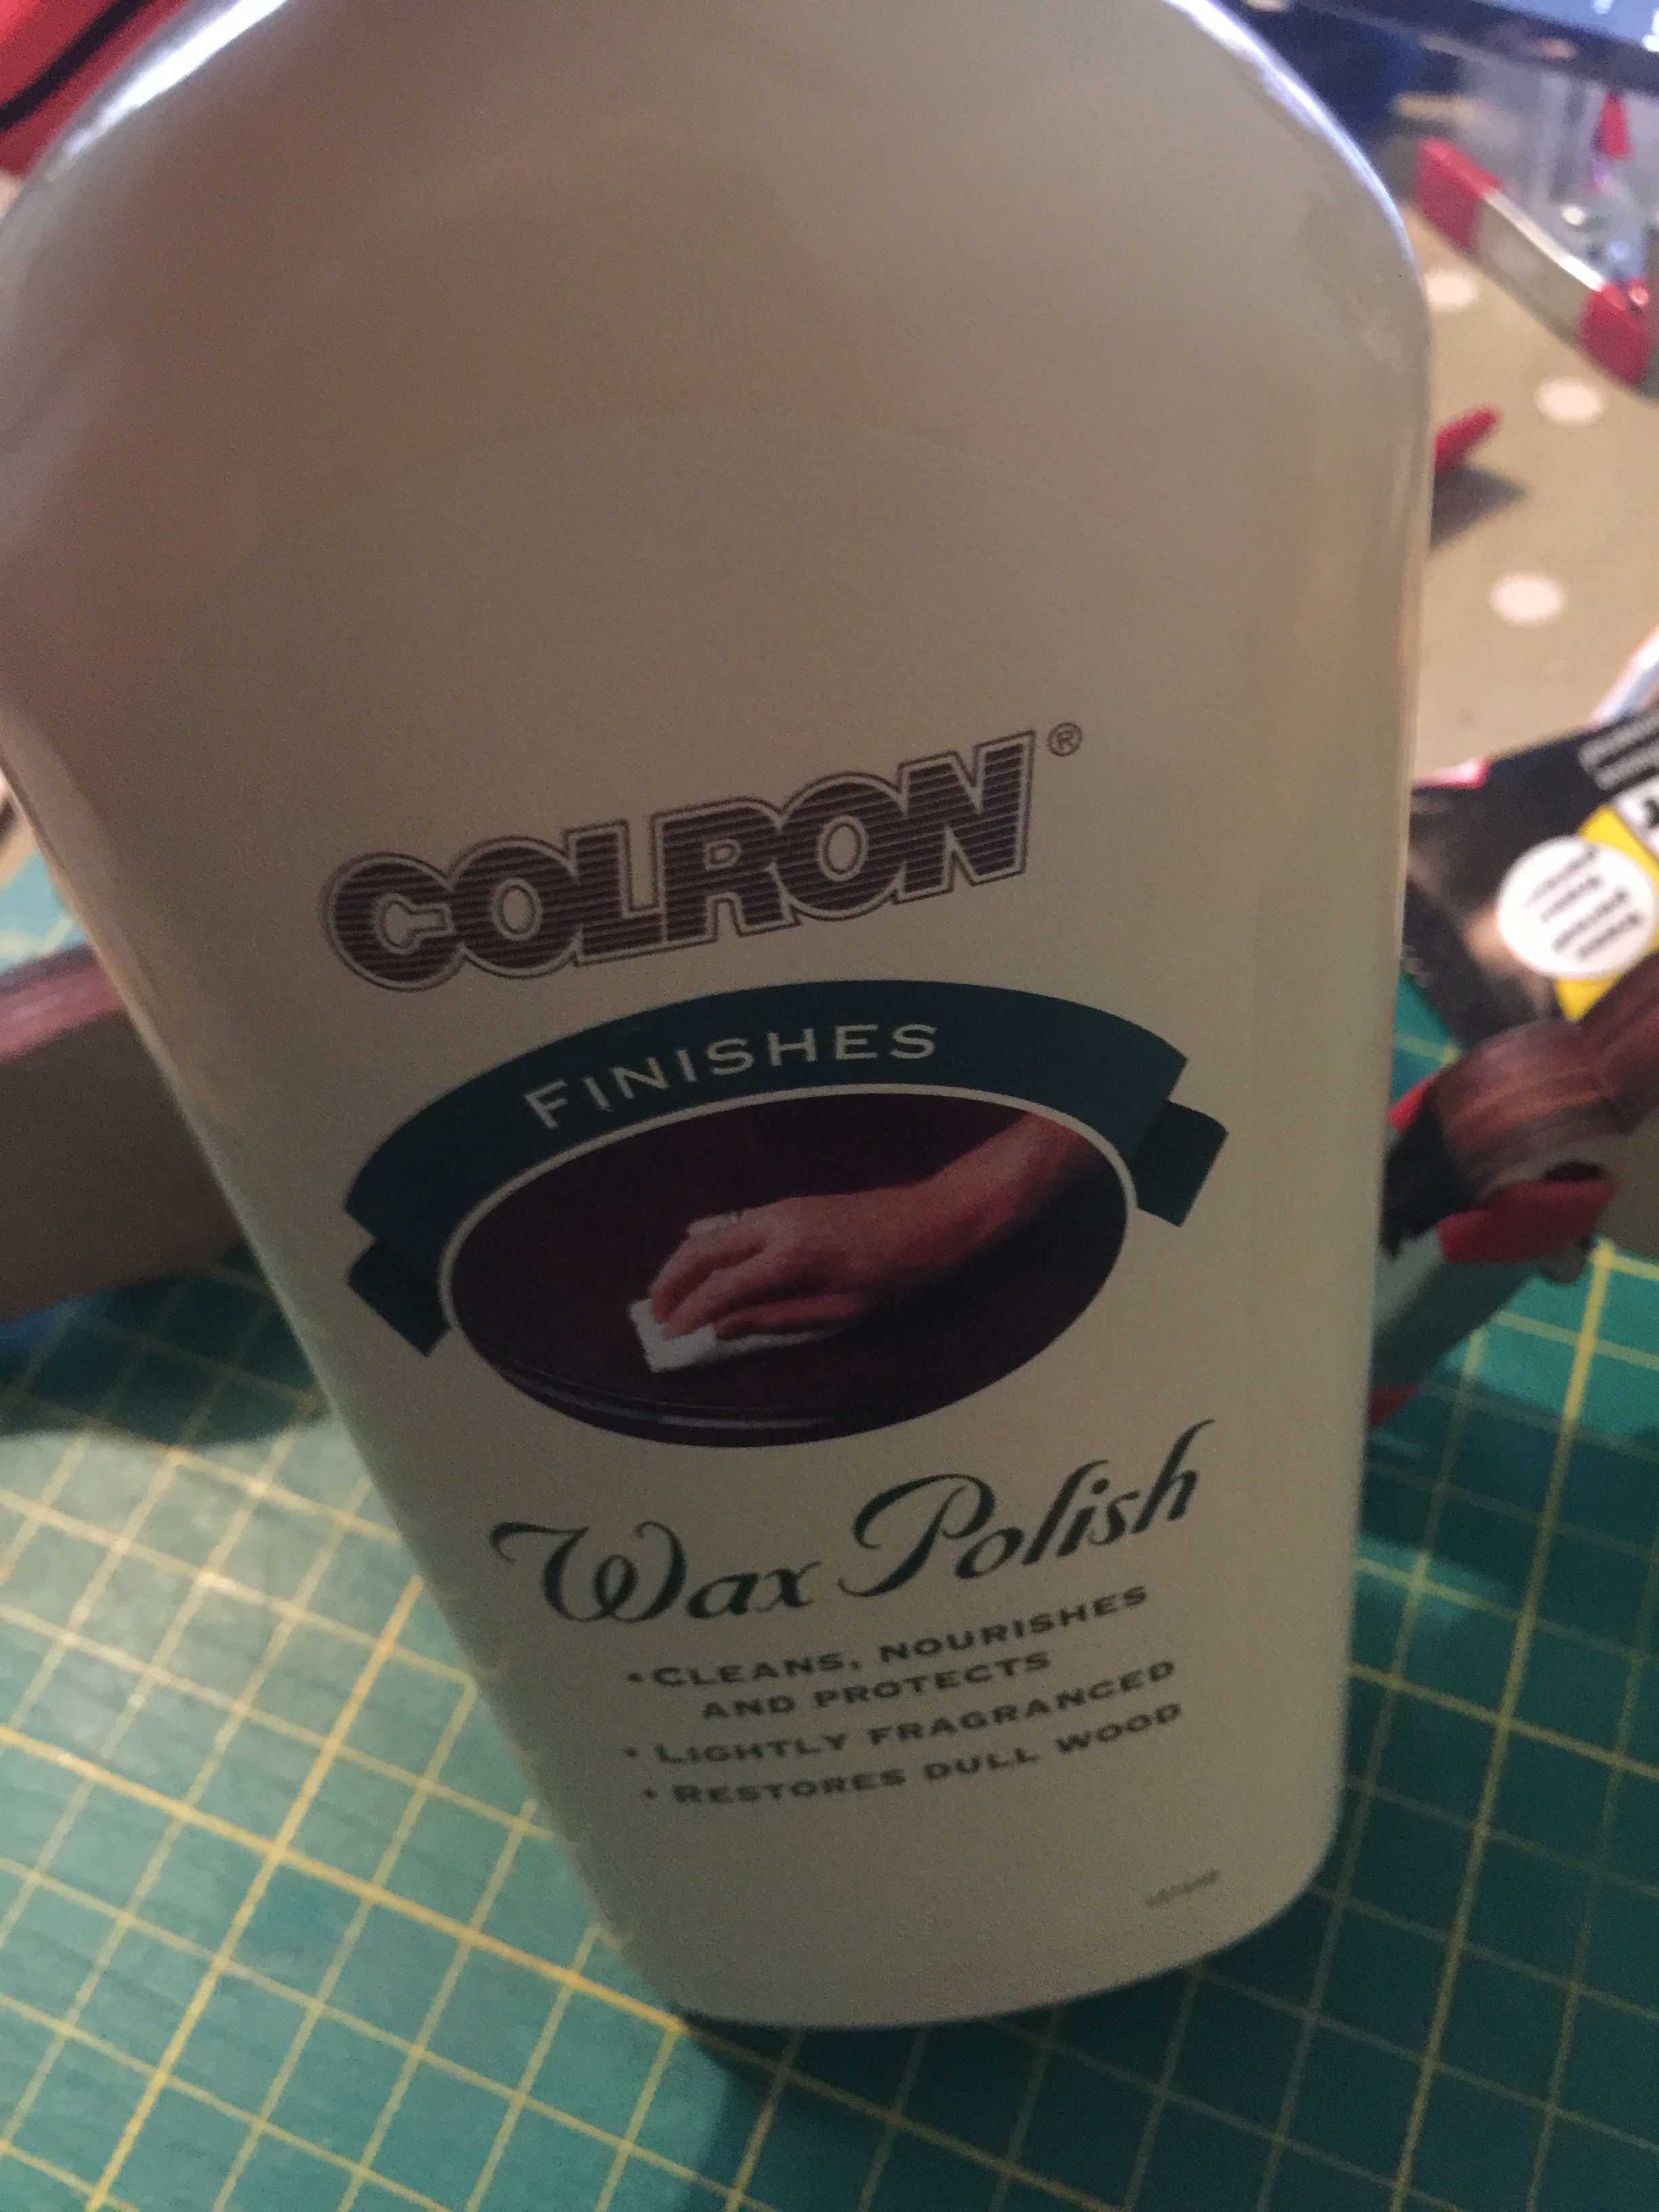 COLRON®
FINISHES
Wax Polish
• CLEANS, NOURISHES
AND PROTECTS
• LIGHTLY FRAGRANCED
• RESTORES DULL WOOD